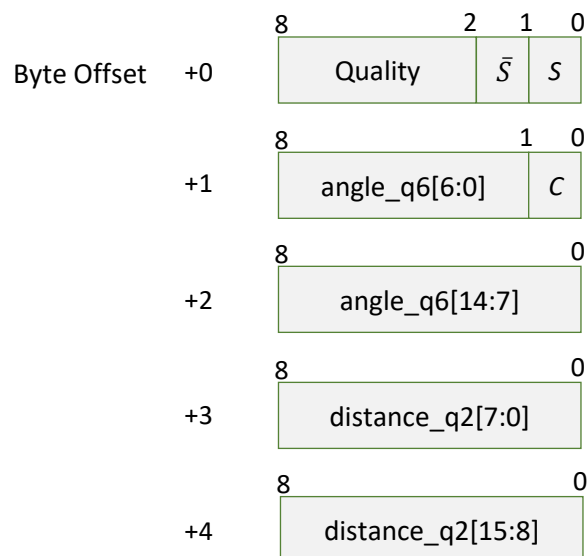 8 2 1 0
Byte Offset +0 Quality S̄ S
8 1 0
+1 angle_q6[6:0] C
8 0
+2 angle_q6[14:7]
8 0
+3 distance_q2[7:0]
8 0
+4 distance_q2[15:8]